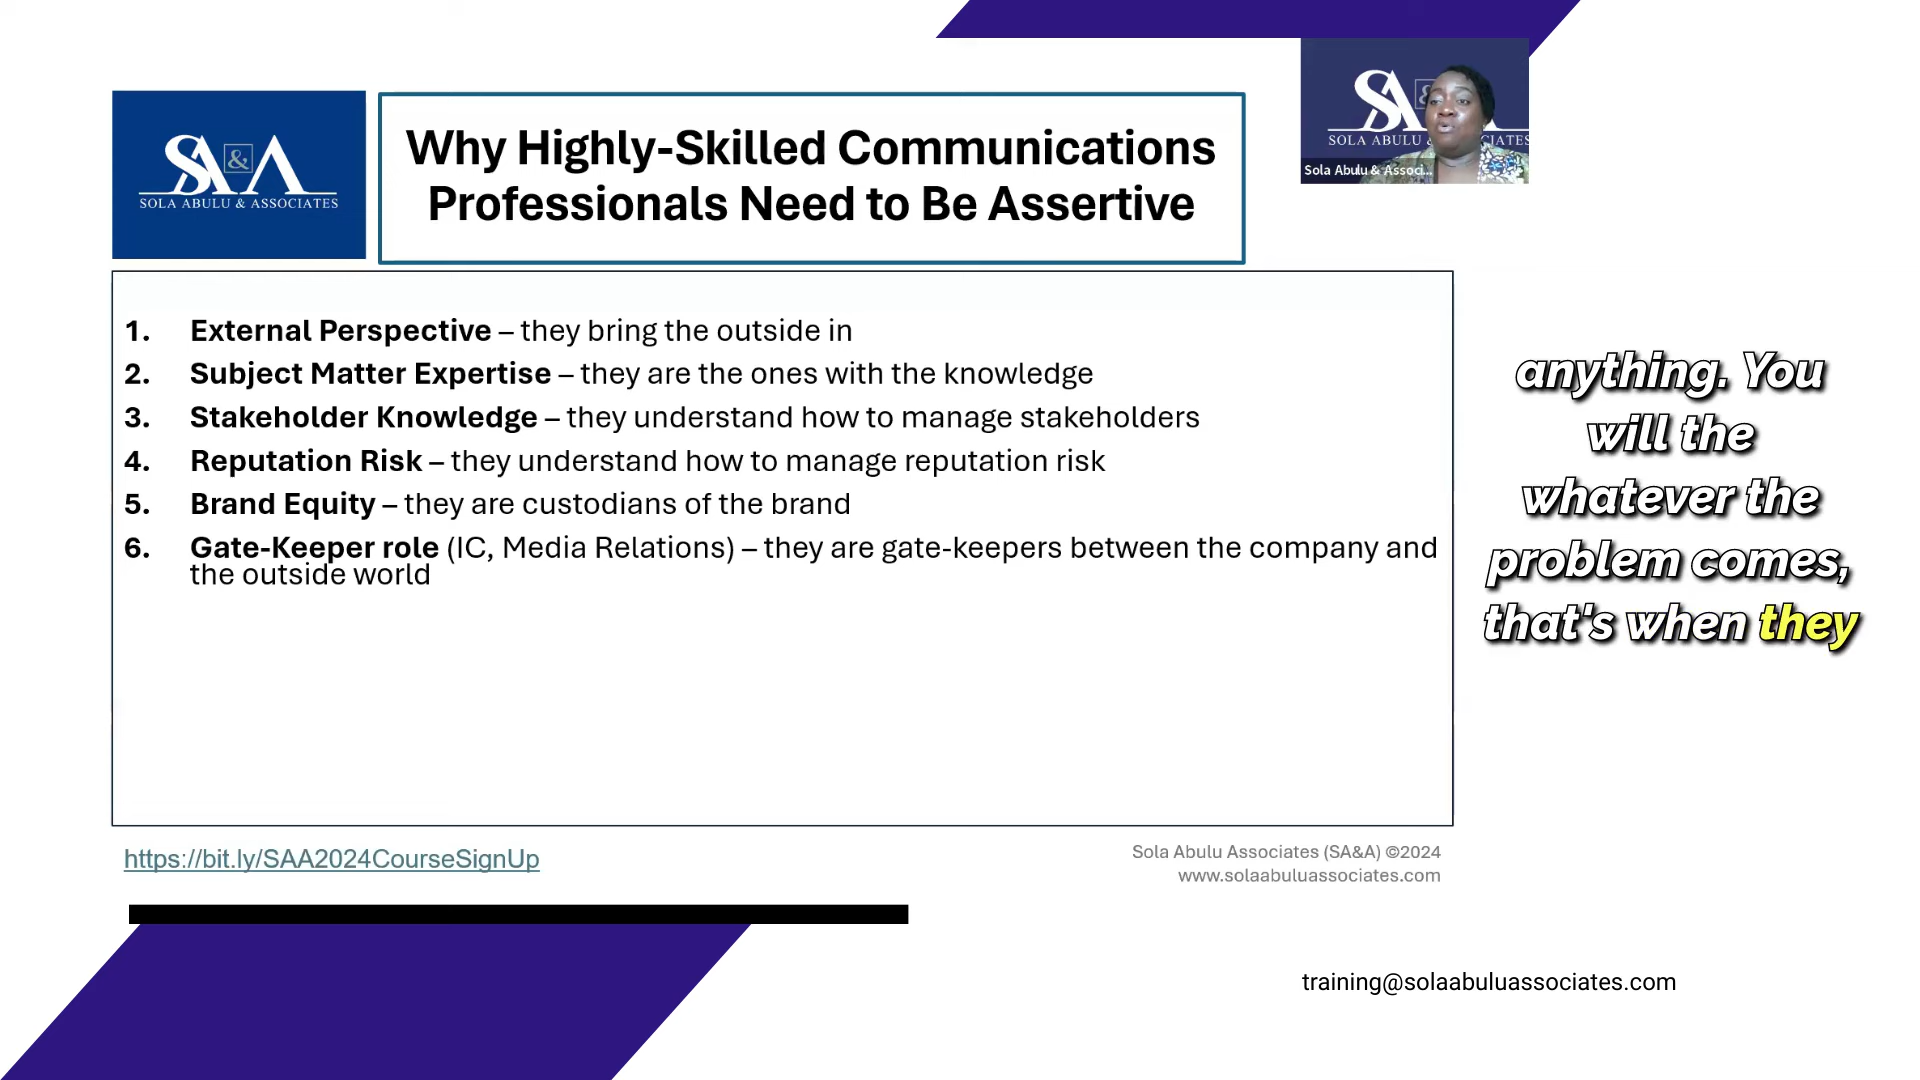 SA&A
SOLA ABULU & ASSOCIATES
Why Highly-Skilled Communications
Professionals Need to Be Assertive
SA&
SOLA ABULU & ASSOCIATES
Sola Abulu & Associ...
1. External Perspective – they bring the outside in
2. Subject Matter Expertise – they are the ones with the knowledge
3. Stakeholder Knowledge – they understand how to manage stakeholders
4. Reputation Risk – they understand how to manage reputation risk
5. Brand Equity – they are custodians of the brand
6. Gate-Keeper role (IC, Media Relations) – they are gate-keepers between the company and
the outside world
anything. You
will the
whatever the
problem comes,
that's when they
https://bit.ly/SAA2024CourseSignUp
Sola Abulu Associates (SA&A) ©2024
www.solaabuluassociates.com
training@solaabuluassociates.com